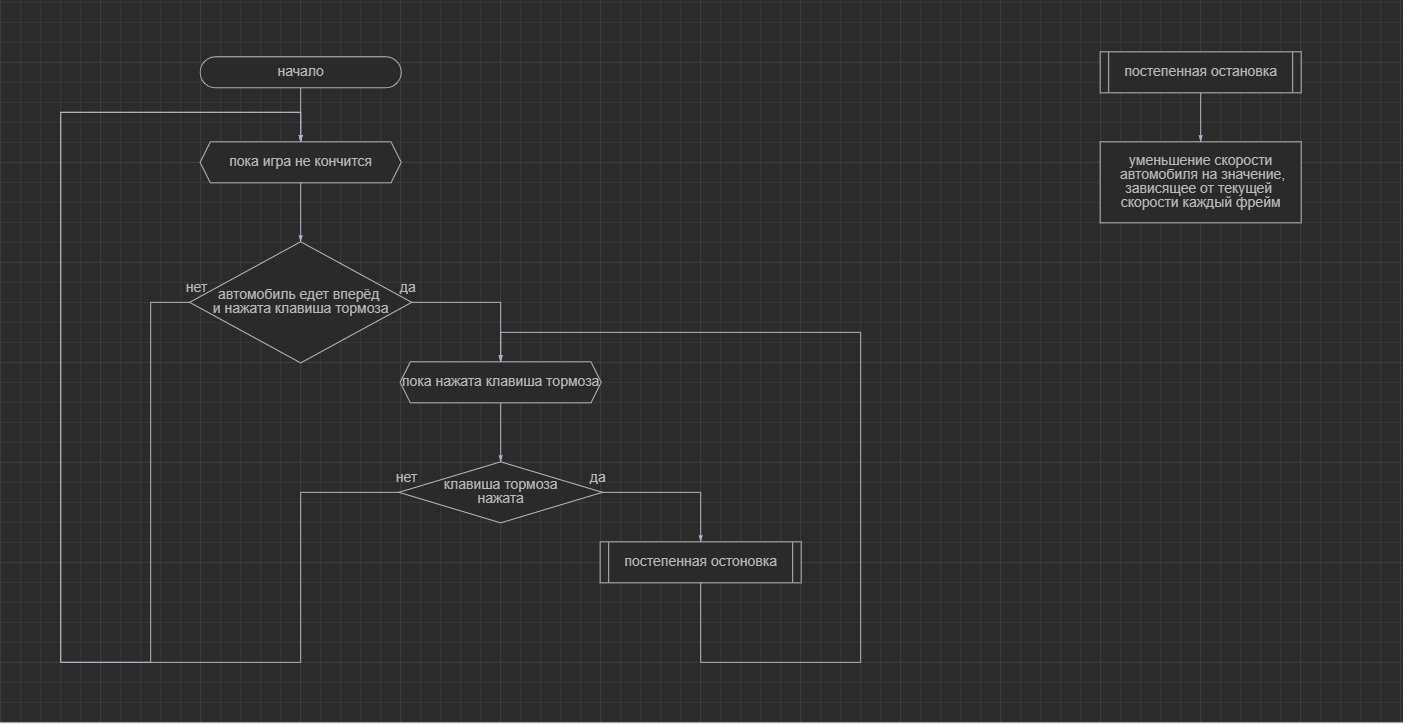 начало
постепенная остановка
пока игра не кончится
уменьшение скорости
автомобиля на значение,
зависящее от текущей
скорости каждый фрейм
нет
да
автомобиль едет вперёд
и нажата клавиша тормоза
пока нажата клавиша тормоза
нет
да
клавиша тормоза
нажата
постепенная остоновка